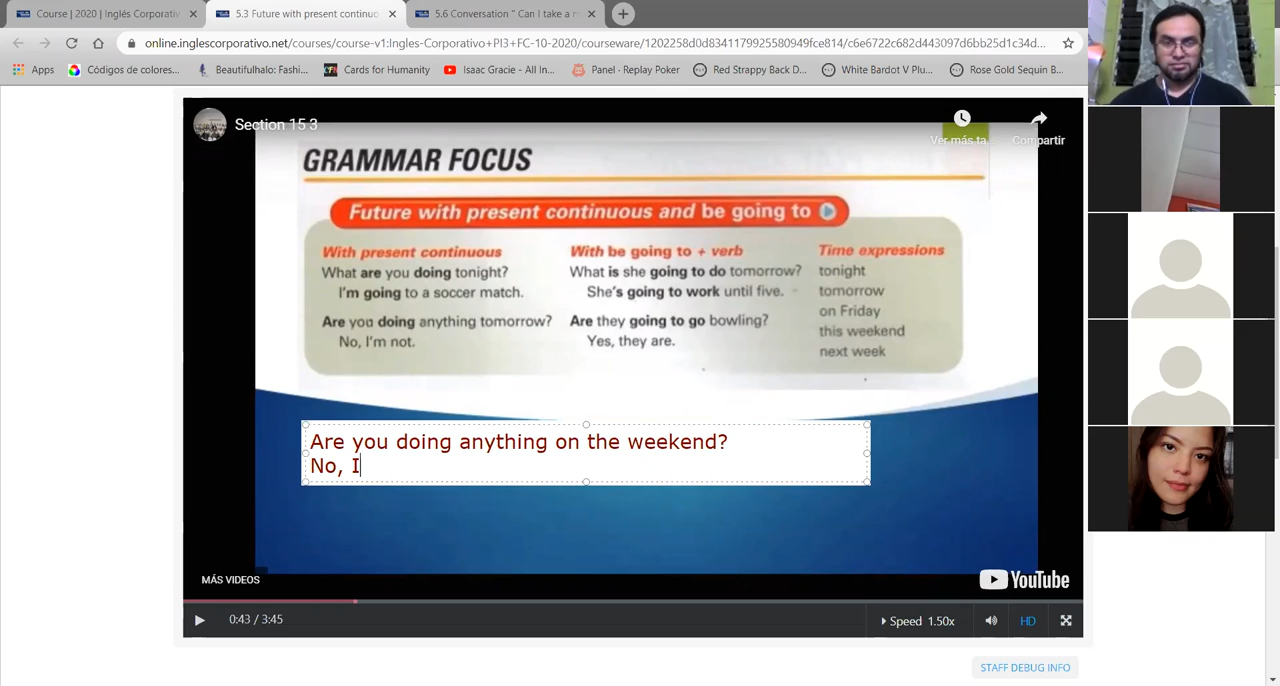 Course | 2020 | Inglés Corporativ
5.3 Future with present continuo
5.6 Conversation " Can I take a m
online.inglescorporativo.net/courses/course-v1:Ingles-Corporativo+PI3+FC-10-2020/courseware/1202258d0d8341179925580949fce814/c6e6722c682d443097d6bb25d1c34d...
Apps
Códigos de colores...
Beautifulhalo: Fashi...
Cards for Humanity
Isaac Gracie - All In...
Panel - Replay Poker
Red Strappy Back D...
White Bardot V Plu...
Rose Gold Sequin B...
Section 15 3
Ver más ta...
Compartir
GRAMMAR FOCUS
Future with present continuous and be going to
With present continuous
What are you doing tonight?
I'm going to a soccer match.
Are you doing anything tomorrow?
No, I'm not.
With be going to + verb
What is she going to do tomorrow?
She's going to work until five.
Are they going to go bowling?
Yes, they are.
Time expressions
tonight
tomorrow
on Friday
this weekend
next week
Are you doing anything on the weekend?
No, I
MÁS VIDEOS
YouTube
0:43 / 3:45
Speed 1.50x
HD
STAFF DEBUG INFO